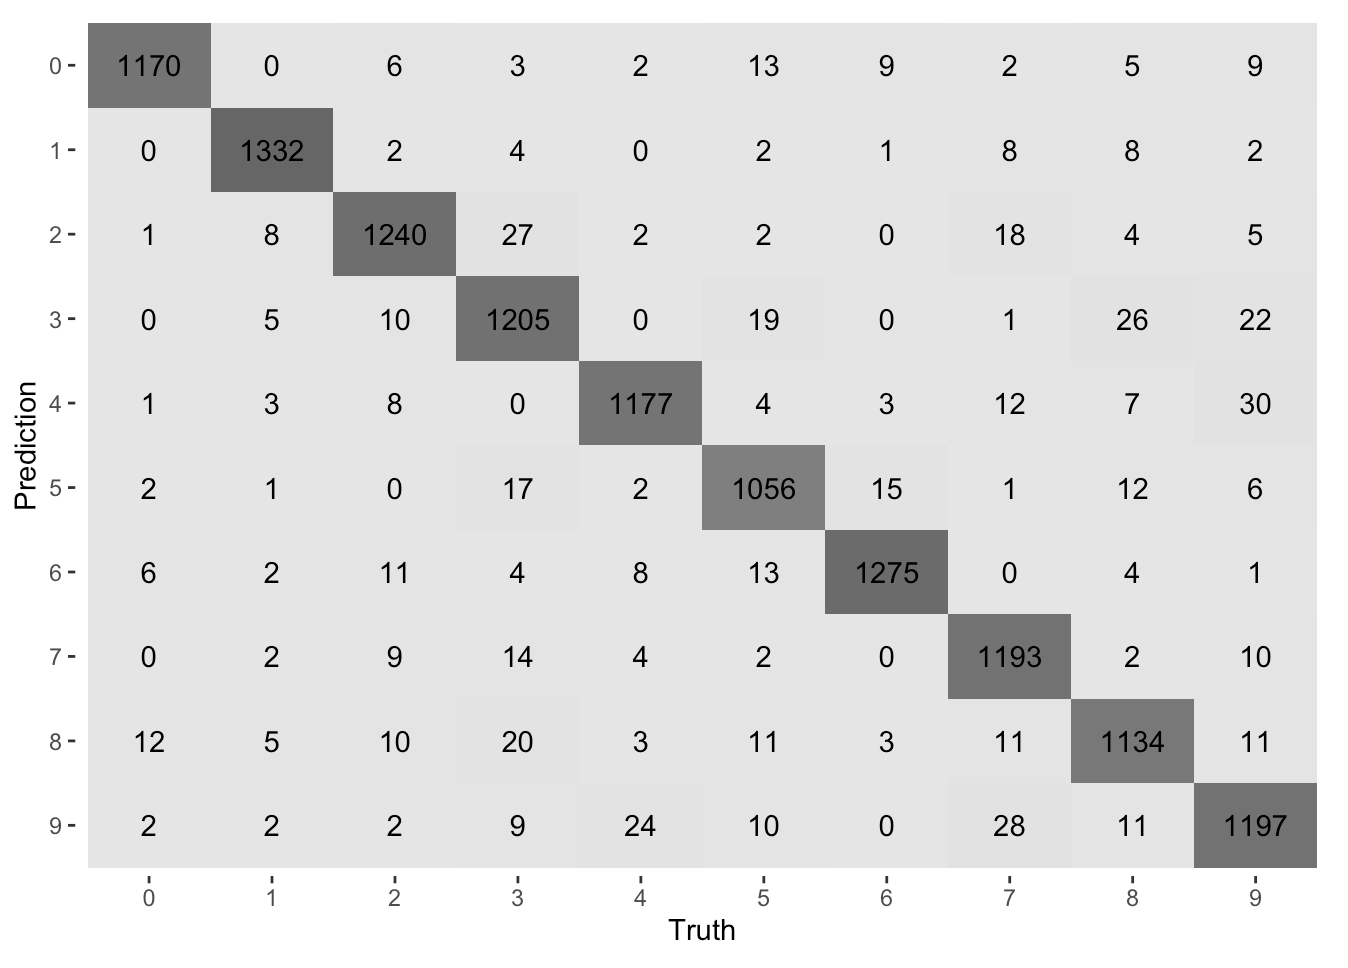 0 1170 0 6 3 2 13 9 2 5 9
1 0 1332 2 4 0 2 1 8 8 2
2 1 8 1240 27 2 2 0 18 4 5
3 0 5 10 1205 0 19 0 1 26 22
4 1 3 8 0 1177 4 3 12 7 30
5 2 1 0 17 2 1056 15 1 12 6
6 6 2 11 4 8 13 1275 0 4 1
7 0 2 9 14 4 2 0 1193 2 10
8 12 5 10 20 3 11 3 11 1134 11
9 2 2 2 9 24 10 0 28 11 1197
0 1 2 3 4 5 6 7 8 9
Prediction
Truth